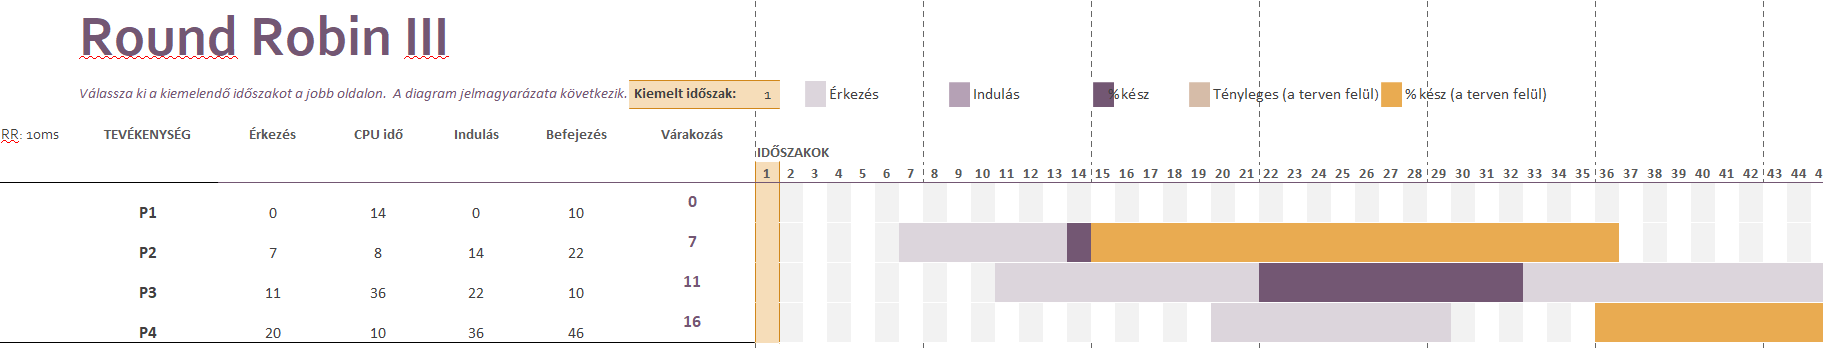 Round Robin III
Válassza ki a kiemelendő időszakot a jobb oldalon.  A diagram jelmagyarázata következik. Kiemelt időszak: 1 Érkezés Indulás % kész Tényleges (a terven felül) % kész (a terven felül)
RR: 10ms TEVÉKENYSÉG Érkezés CPU idő Indulás Befejezés Várakozás
IDŐSZAKOK
1 2 3 4 5 6 7 8 9 10 11 12 13 14 15 16 17 18 19 20 21 22 23 24 25 26 27 28 29 30 31 32 33 34 35 36 37 38 39 40 41 42 43 44
P1 0 14 0 10 0
P2 7 8 14 22 7
P3 11 36 22 10 11
P4 20 10 36 46 16